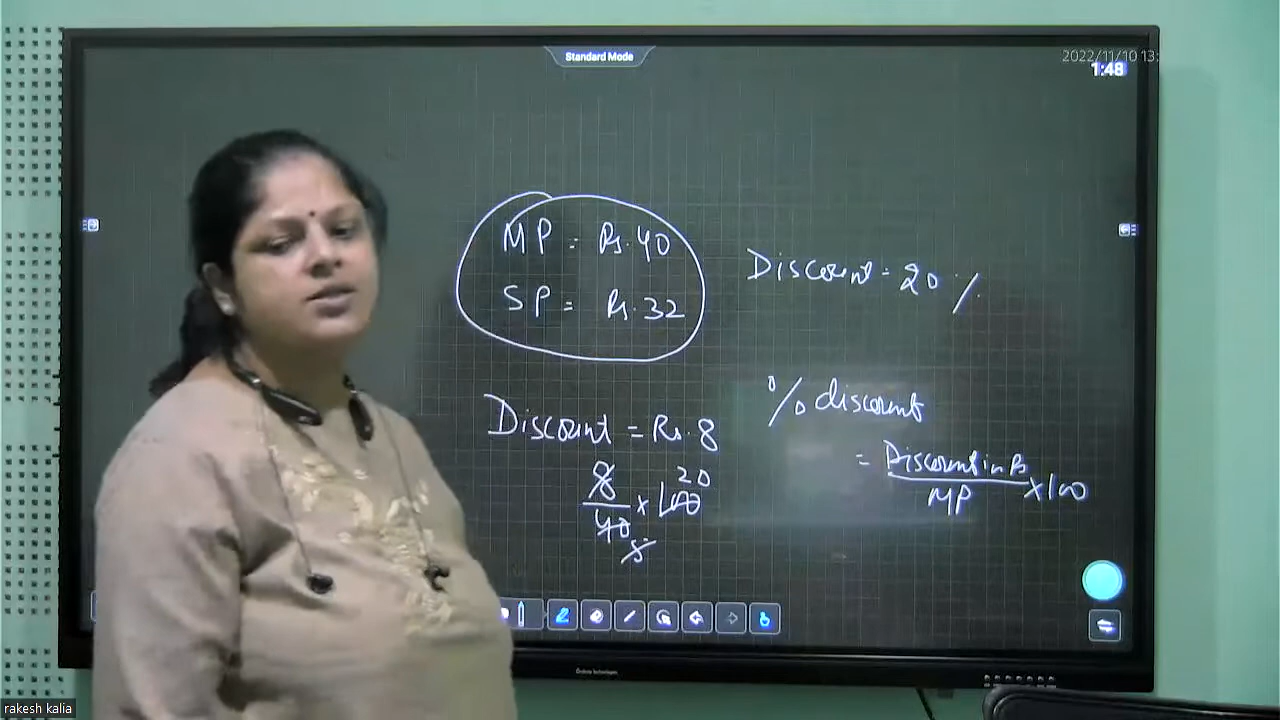 Standard Mode
2022/11/10 13:
1:48
MP = Rs. 40
SP = Rs. 32
Discount = 20 %
Discount = Rs. 8
8/40 × 100
20
5
% discount
= Discount in Rs / MP × 100
rakesh kalia